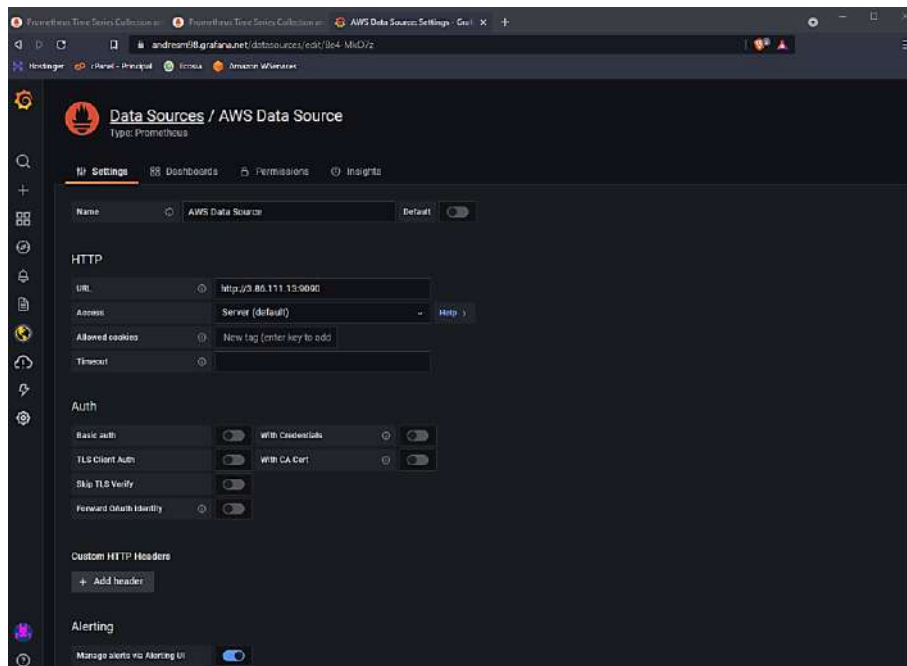 Prometheus Time Series Collection an
Prometheus Time Series Collection an
AWS Data Source: Settings - Graf
andresm98.grafana.net/datasources/edit/
Hostinger
cPanel - Principal
Ecosia
Amazon WServices
Data Sources / AWS Data Source
Type: Prometheus
Settings
Dashboards
Permissions
Insights
Name
AWS Data Source
Default
HTTP
URL
http://3.86.111.13:9090
Access
Server (default)
Help
Allowed cookies
New tag (enter key to add
Timeout
Auth
Basic auth
With Credentials
TLS Client Auth
With CA Cert
Skip TLS Verify
Forward OAuth Identity
Custom HTTP Headers
+ Add header
Alerting
Manage alerts via Alerting UI